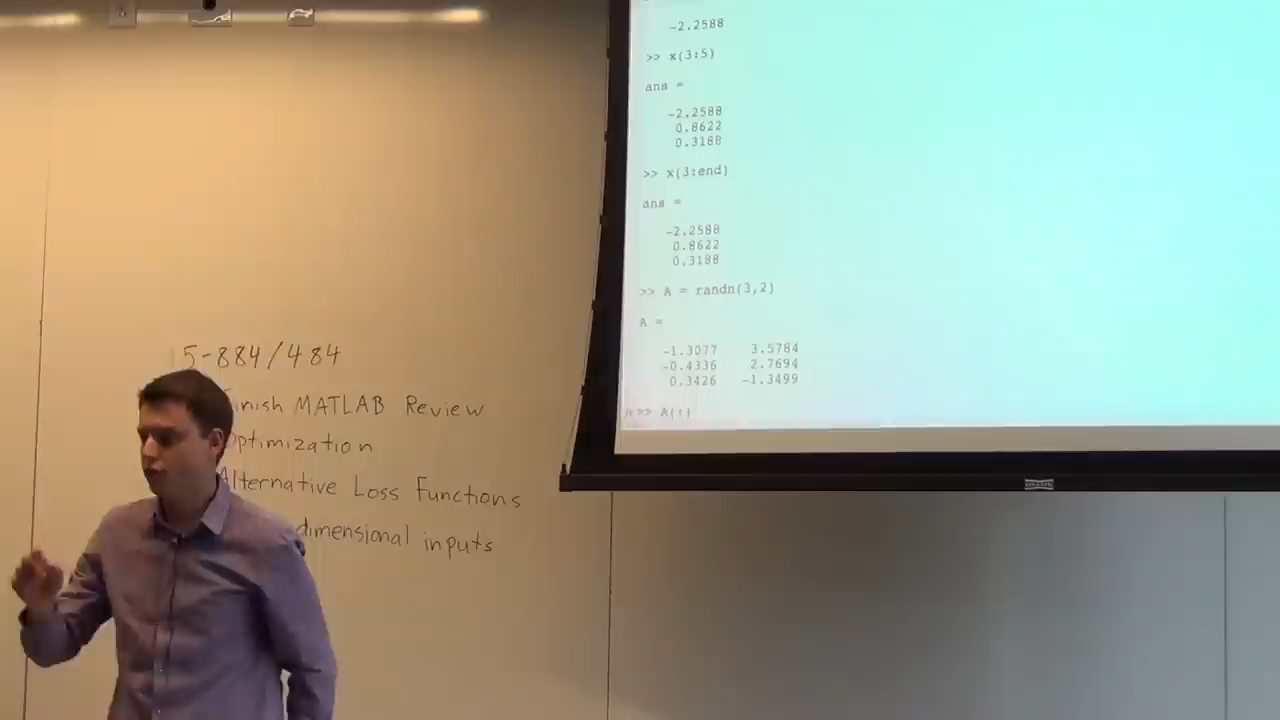 -2.2588
>> x(3:5)
ans =
-2.2588
0.8622
0.3188
>> x(3:end)
ans =
-2.2588
0.8622
0.3188
>> A = randn(3,2)
A =
-1.3077 3.5784
-0.4336 2.7694
0.3426 -1.3499
>> A(:)
5-884/484
inish MATLAB Review
Optimization
Alternative Loss Functions
dimensional inputs